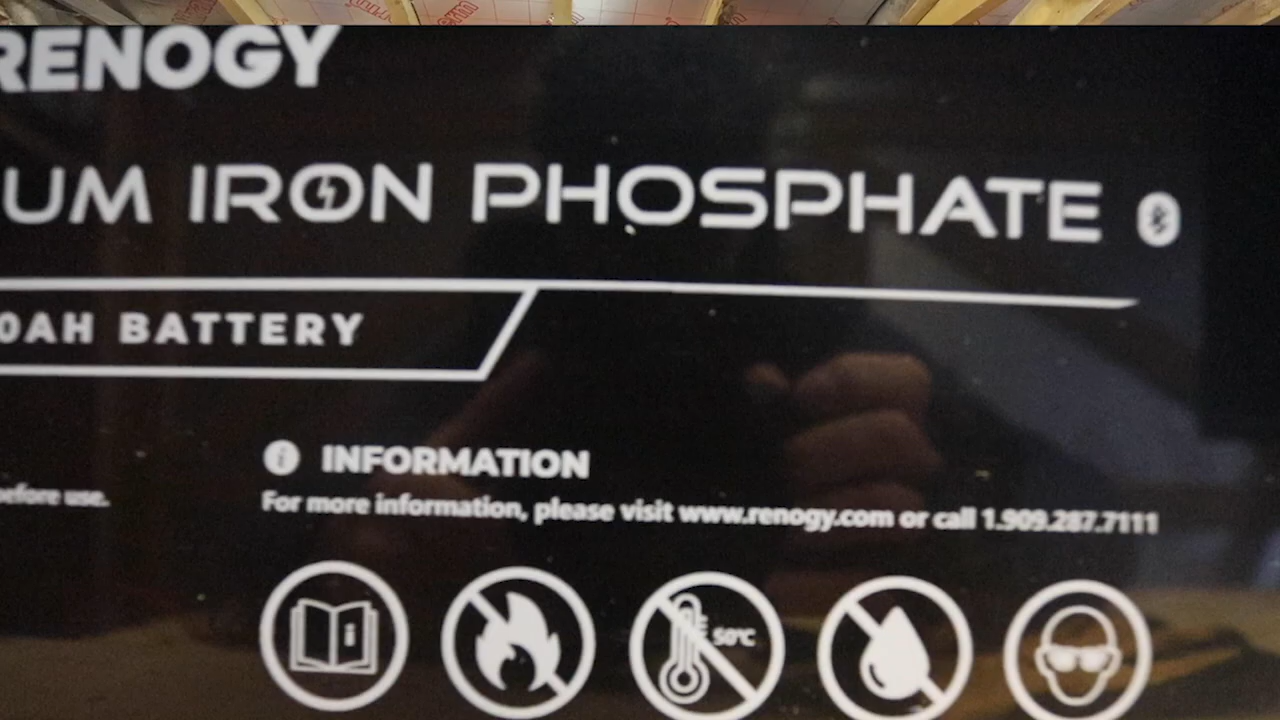 RENOGY
UM IRON PHOSPHATE
0AH BATTERY
INFORMATION
before use.
For more information, please visit www.renogy.com or call 1.909.287.7111
50°C